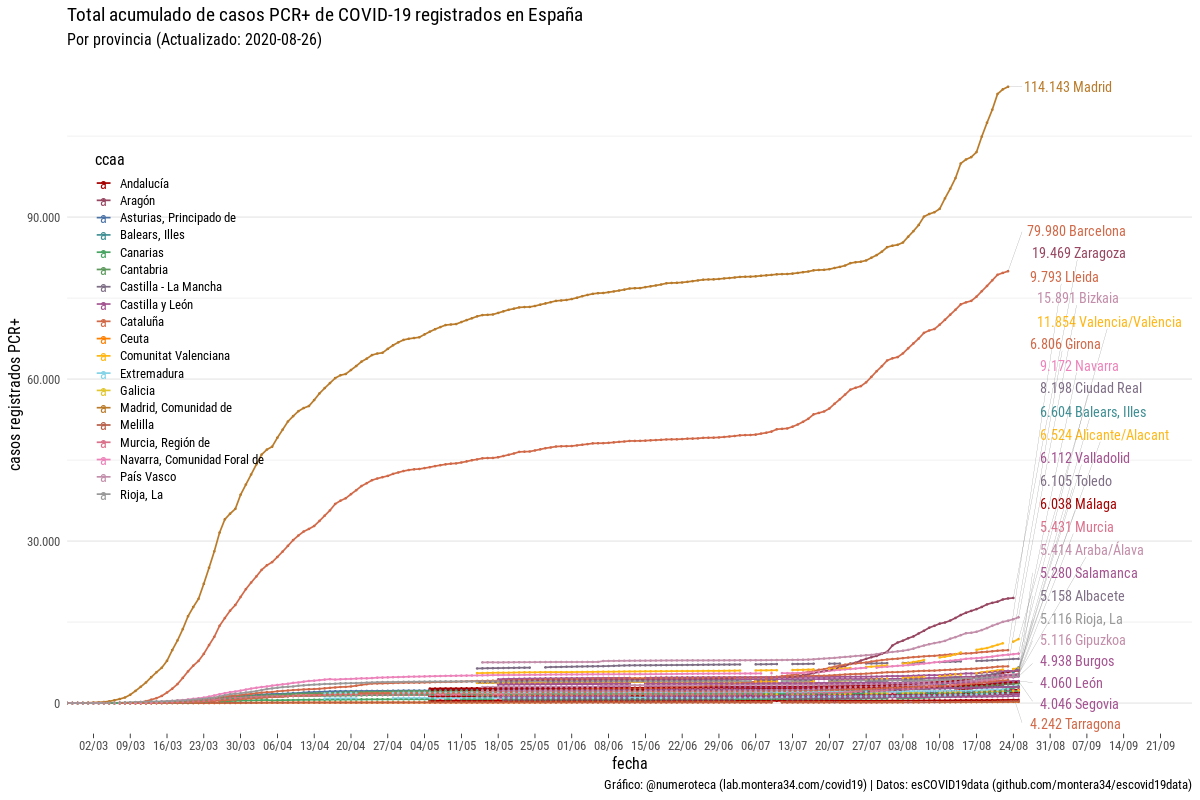 Total acumulado de casos PCR+ de COVID-19 registrados en España
Por provincia (Actualizado: 2020-08-26)
casos registrados PCR+
90.000
60.000
30.000
0
ccaa
Andalucía
Aragón
Asturias, Principado de
Balears, Illes
Canarias
Cantabria
Castilla - La Mancha
Castilla y León
Cataluña
Ceuta
Comunitat Valenciana
Extremadura
Galicia
Madrid, Comunidad de
Melilla
Murcia, Región de
Navarra, Comunidad Foral de
País Vasco
Rioja, La
114.143 Madrid
79.980 Barcelona
19.469 Zaragoza
9.793 Lleida
15.891 Bizkaia
11.854 Valencia/València
6.806 Girona
9.172 Navarra
8.198 Ciudad Real
6.604 Balears, Illes
6.524 Alicante/Alacant
6.112 Valladolid
6.105 Toledo
6.038 Málaga
5.431 Murcia
5.414 Araba/Álava
5.280 Salamanca
5.158 Albacete
5.116 Rioja, La
5.116 Gipuzkoa
4.938 Burgos
4.060 León
4.046 Segovia
4.242 Tarragona
02/03 09/03 16/03 23/03 30/03 06/04 13/04 20/04 27/04 04/05 11/05 18/05 25/05 01/06 08/06 15/06 22/06 29/06 06/07 13/07 20/07 27/07 03/08 10/08 17/08 24/08 31/08 07/09 14/09 21/09
fecha
Gráfico: @numeroteca (lab.montera34.com/covid19) | Datos: esCOVID19data (github.com/montera34/escovid19data)